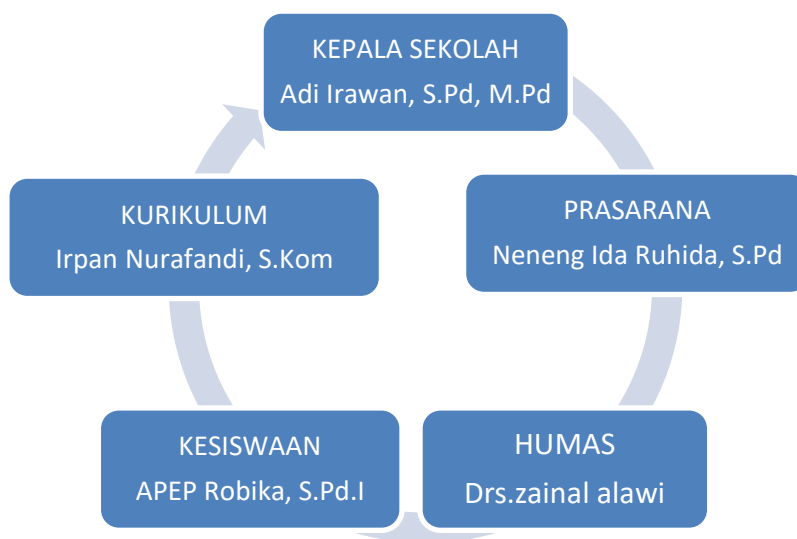 KEPALA SEKOLAH
Adi Irawan, S.Pd, M.Pd
KURIKULUM
Irpan Nurafandi, S.Kom
PRASARANA
Neneng Ida Ruhida, S.Pd
KESISWAAN
APEP Robika, S.Pd.I
HUMAS
Drs.zainal alawi